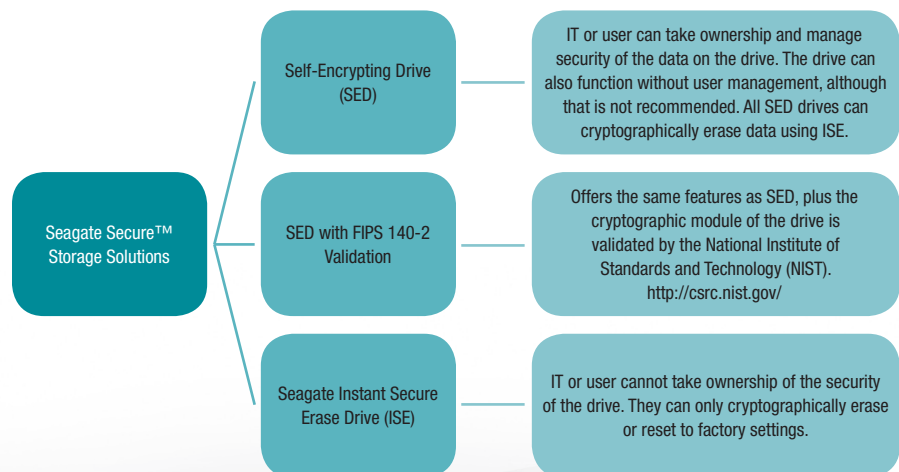 Seagate Secure™
Storage Solutions
Self-Encrypting Drive
(SED)
IT or user can take ownership and manage
security of the data on the drive. The drive can
also function without user management, although
that is not recommended. All SED drives can
cryptographically erase data using ISE.
SED with FIPS 140-2
Validation
Offers the same features as SED, plus the
cryptographic module of the drive is
validated by the National Institute of
Standards and Technology (NIST).
http://csrc.nist.gov/
Seagate Instant Secure
Erase Drive (ISE)
IT or user cannot take ownership of the security
of the drive. They can only cryptographically erase
or reset to factory settings.